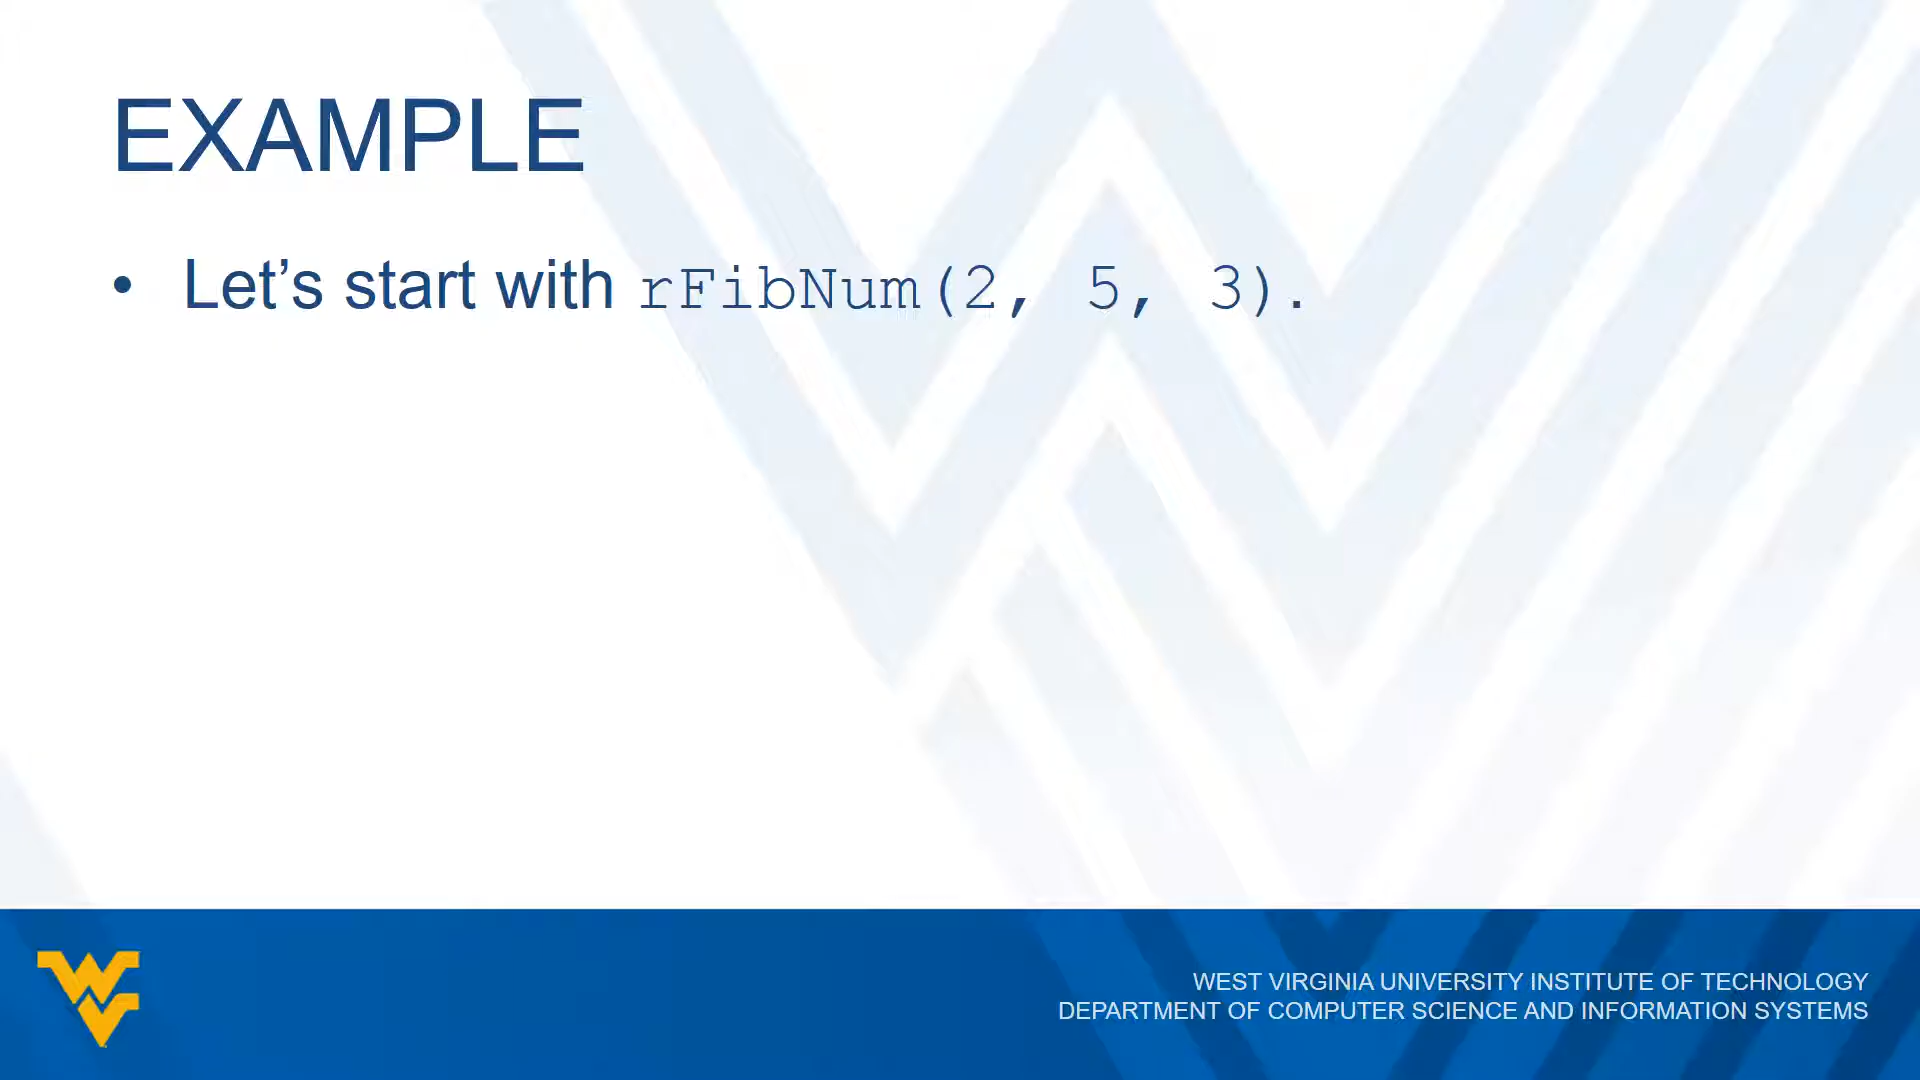 EXAMPLE
• Let’s start with rFibNum(2, 5, 3).
WEST VIRGINIA UNIVERSITY INSTITUTE OF TECHNOLOGY
DEPARTMENT OF COMPUTER SCIENCE AND INFORMATION SYSTEMS